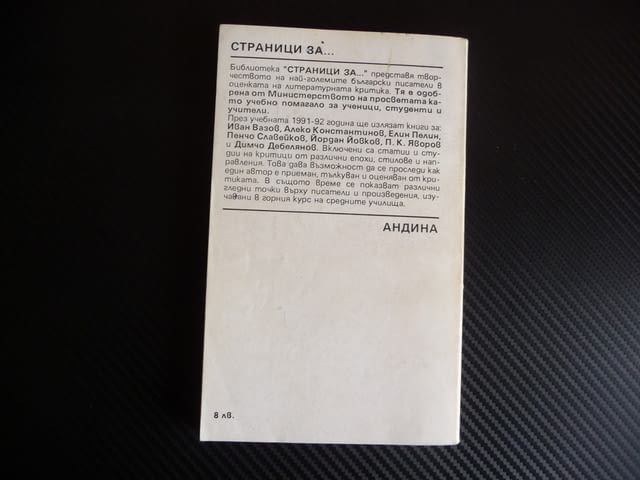 СТРАНИЦИ ЗА...
Библиотека "СТРАНИЦИ ЗА..." представя твор-
чеството на най-големите български писатели в
оценката на литературната критика. Тя е одоб-
рена от Министерството на просветата ка-
то учебно помагало за ученици, студенти и
учители.
През учебната 1991-92 година ще излязат книги за:
Иван Вазов, Алеко Константинов, Елин Пелин,
Пенчо Славейков, Йордан Йовков, П. К. Яворов
и Димчо Дебелянов. Включени са статии и сту-
дии на критици от различни епохи, стилове и нап-
равления. Това дава възможност да се проследи как
един автор е приеман, тълкуван и оценяван от кри-
тиката. В същото време се показват различни
гледни точки върху писатели и произведения, изу-
чавани в горния курс на средните училища.
АНДИНА
8 лв.